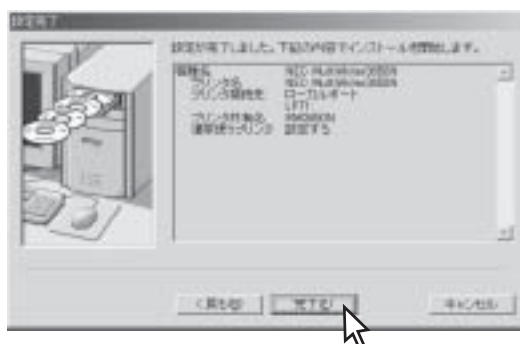 設定完了
設定が完了しました。下記の内容でインストールを開始します。
機種名 NEC MultiWriter
プリンタ名 NEC MultiWriter
プリンタ接続先 ローカルポート
LPT1
プリンタ共有名
通常使うプリンタ 設定する
< 戻る(B)
完了
キャンセル